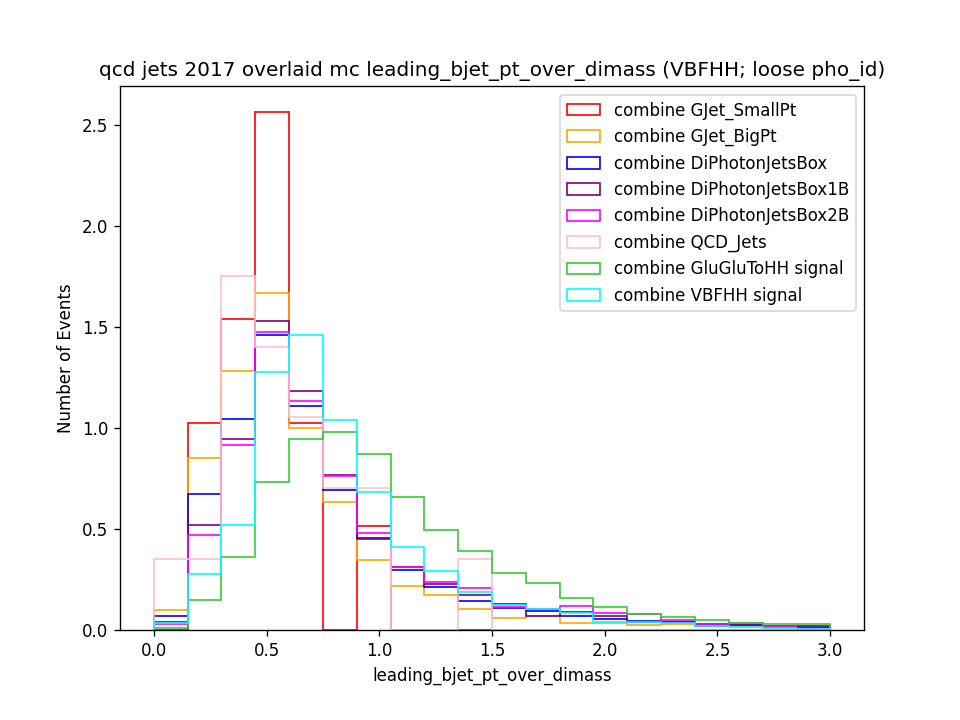 qcd jets 2017 overlaid mc leading_bjet_pt_over_dimass (VBFHH; loose pho_id)
combine GJet_SmallPt
combine GJet_BigPt
combine DiPhotonJetsBox
combine DiPhotonJetsBox1B
combine DiPhotonJetsBox2B
combine QCD_Jets
combine GluGluToHH signal
combine VBFHH signal
Number of Events
2.5
2.0
1.5
1.0
0.5
0.0
0.0 0.5 1.0 1.5 2.0 2.5 3.0
leading_bjet_pt_over_dimass